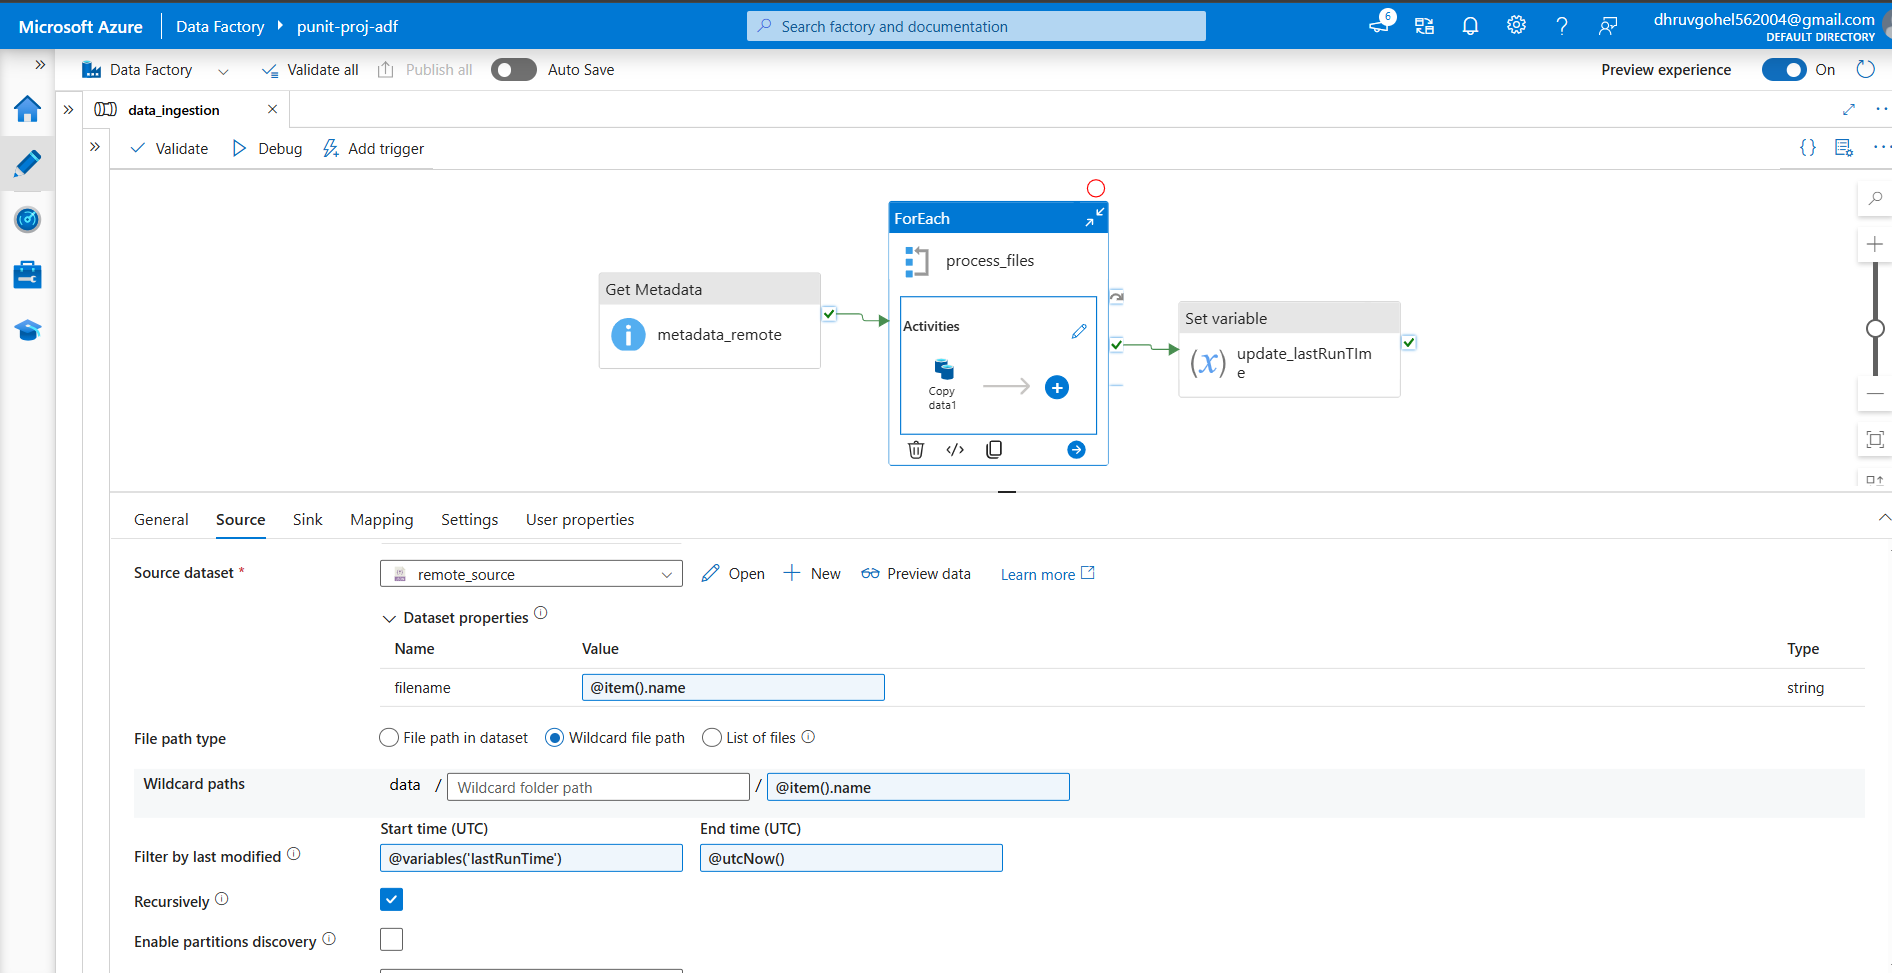 Microsoft Azure
Data Factory
punit-proj-adf
Search factory and documentation
6
dhruvgohel562004@gmail.com
DEFAULT DIRECTORY
Data Factory
Validate all
Publish all
Auto Save
Preview experience
On
data_ingestion
Validate
Debug
Add trigger
ForEach
process_files
Get Metadata
metadata_remote
Activities
Copy
data1
Set variable
update_lastRunTIm
e
General
Source
Sink
Mapping
Settings
User properties
Source dataset *
remote_source
Open
New
Preview data
Learn more
Dataset properties
Name
Value
Type
filename
@item().name
string
File path type
File path in dataset
Wildcard file path
List of files
Wildcard paths
data /
Wildcard folder path
/
@item().name
Start time (UTC)
End time (UTC)
Filter by last modified
@variables('lastRunTime')
@utcNow()
Recursively
Enable partitions discovery